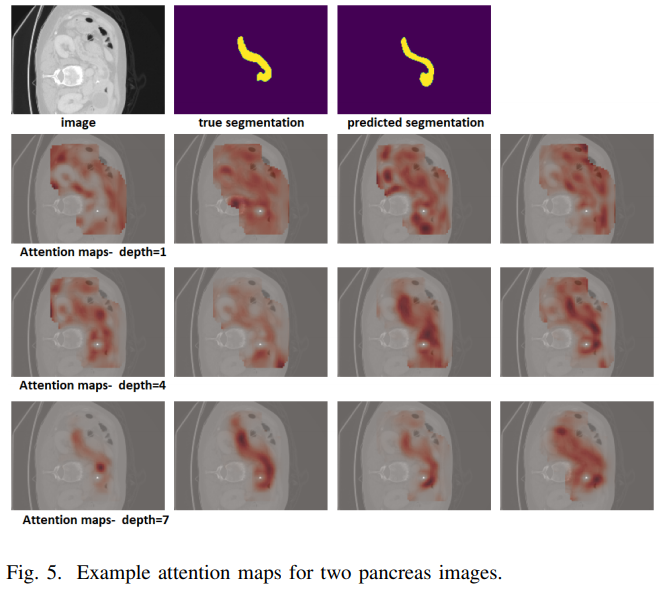 image
true segmentation
predicted segmentation
Attention maps- depth=1
Attention maps- depth=4
Attention maps- depth=7
Fig. 5. Example attention maps for two pancreas images.